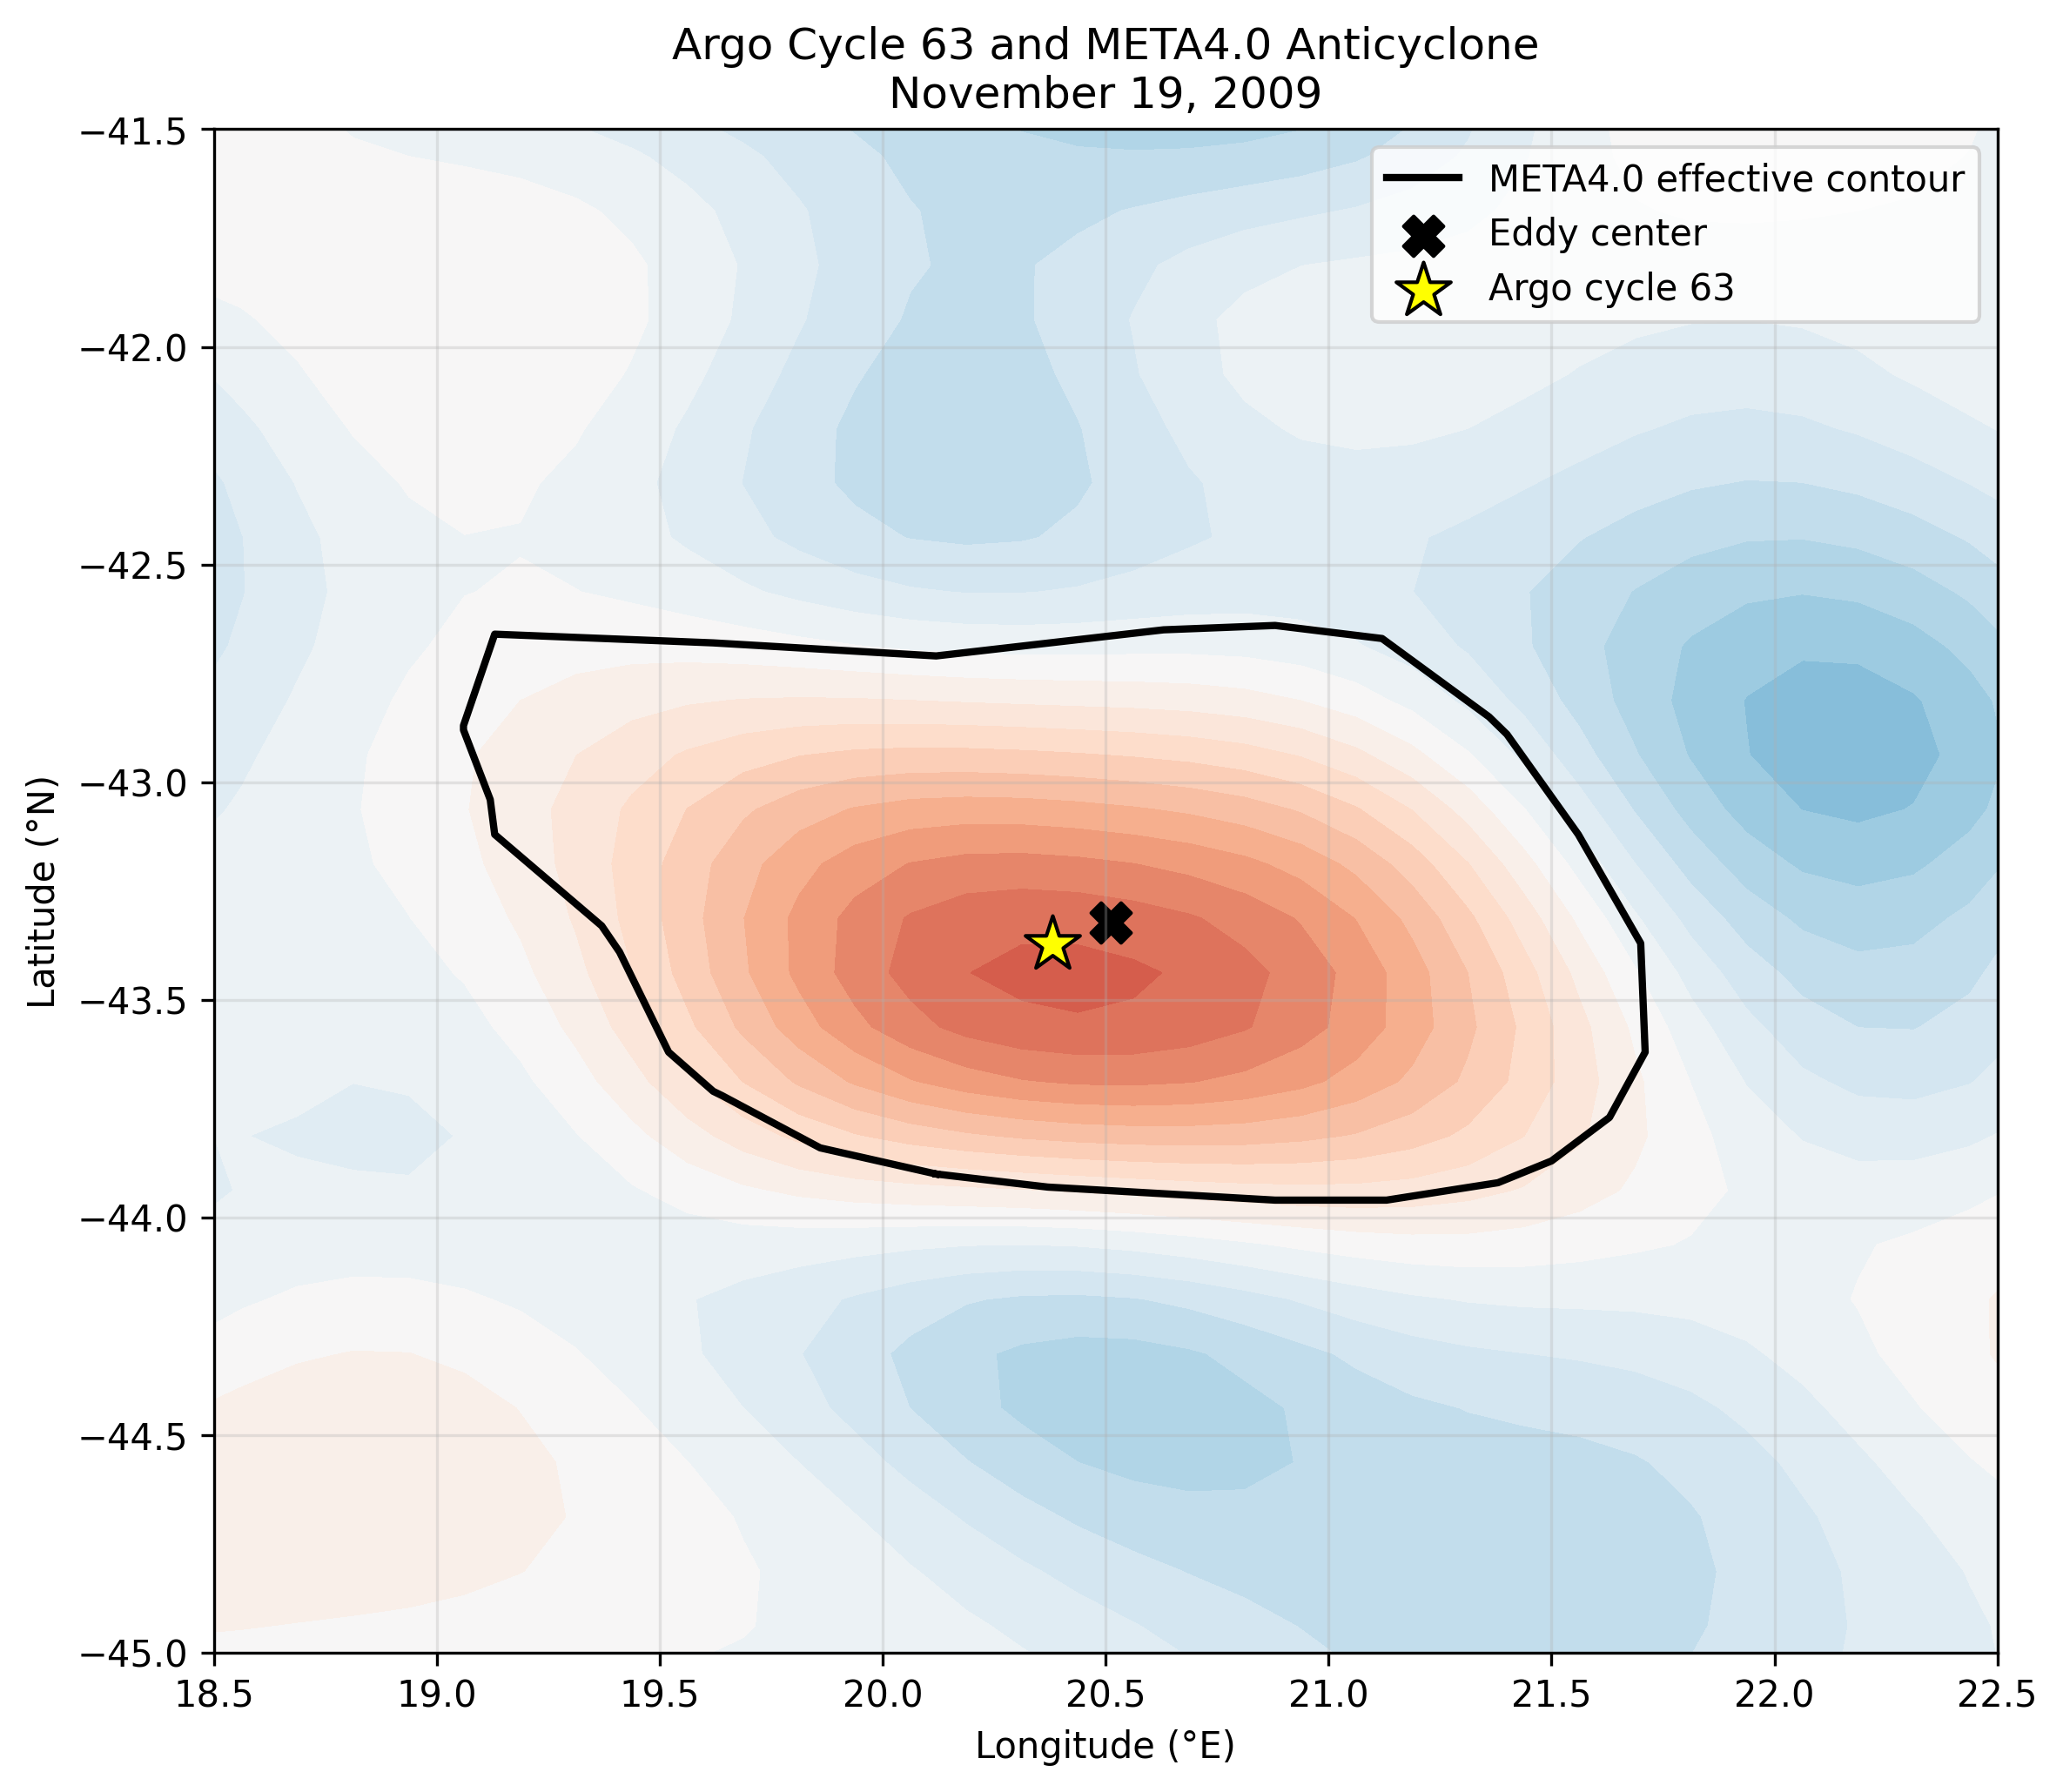 Argo Cycle 63 and META4.0 Anticyclone
November 19, 2009
META4.0 effective contour
Eddy center
Argo cycle 63
Latitude (°N)
−41.5
−42.0
−42.5
−43.0
−43.5
−44.0
−44.5
−45.0
18.5 19.0 19.5 20.0 20.5 21.0 21.5 22.0 22.5
Longitude (°E)